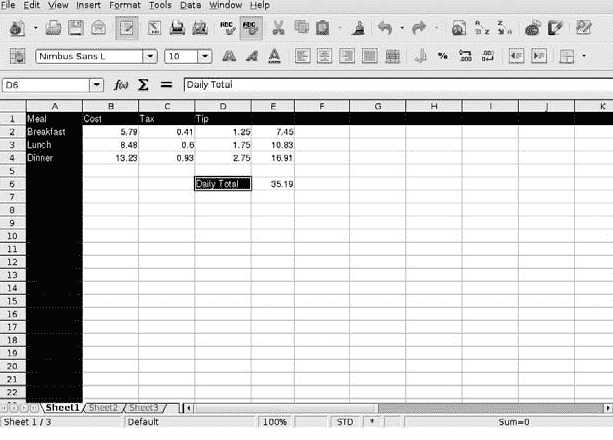 File Edit View Insert Format Tools Data Window Help
Nimbus Sans L 10
D6 f(x) Σ = Daily Total
A B C D E F G H I J K
1 Meal Cost Tax Tip
2 Breakfast 5.79 0.41 1.25 7.45
3 Lunch 8.48 0.6 1.75 10.83
4 Dinner 13.23 0.93 2.75 16.91
5
6 Daily Total 35.19
7
8
9
10
11
12
13
14
15
16
17
18
19
20
21
22
Sheet1 Sheet2 Sheet3
Sheet 1 / 3 Default 100% STD * Sum=0